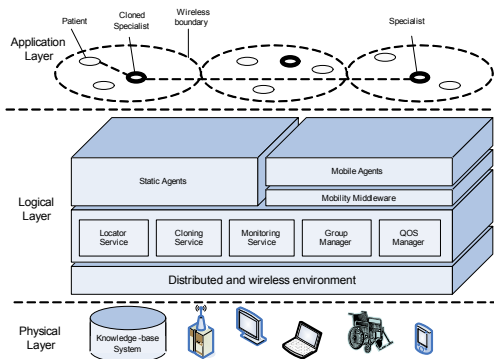 Patient
Cloned
Specialist
Wireless
boundary
Specialist
Application
Layer
Static Agents
Mobile Agents
Mobility Middleware
Logical
Layer
Locator
Service
Cloning
Service
Monitoring
Service
Group
Manager
QOS
Manager
Distributed and wireless environment
Physical
Layer
Knowledge -base
System